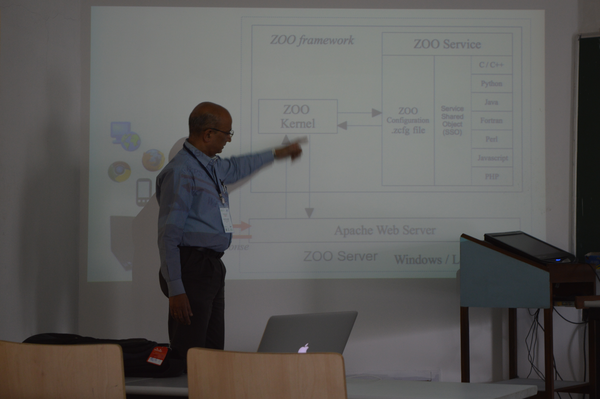 ZOO framework
ZOO Service
C / C++
Python
Java
Fortran
Perl
Javascript
PHP
ZOO
Kernel
ZOO
Configuration
.zcfg file
Service
Shared
Object
(SSO)
Apache Web Server
ZOO Server
Windows / L